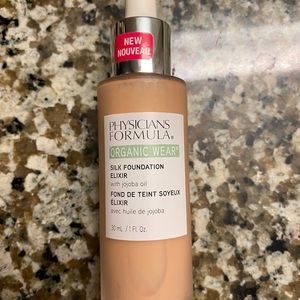 NEW
NOUVEAU
PHYSICIANS
FORMULA®
ORGANIC WEAR®
SILK FOUNDATION
ELIXIR
with jojoba oil
FOND DE TEINT SOYEUX
ÉLIXIR
avec huile de jojoba
30 mL / 1 Fl. Oz.